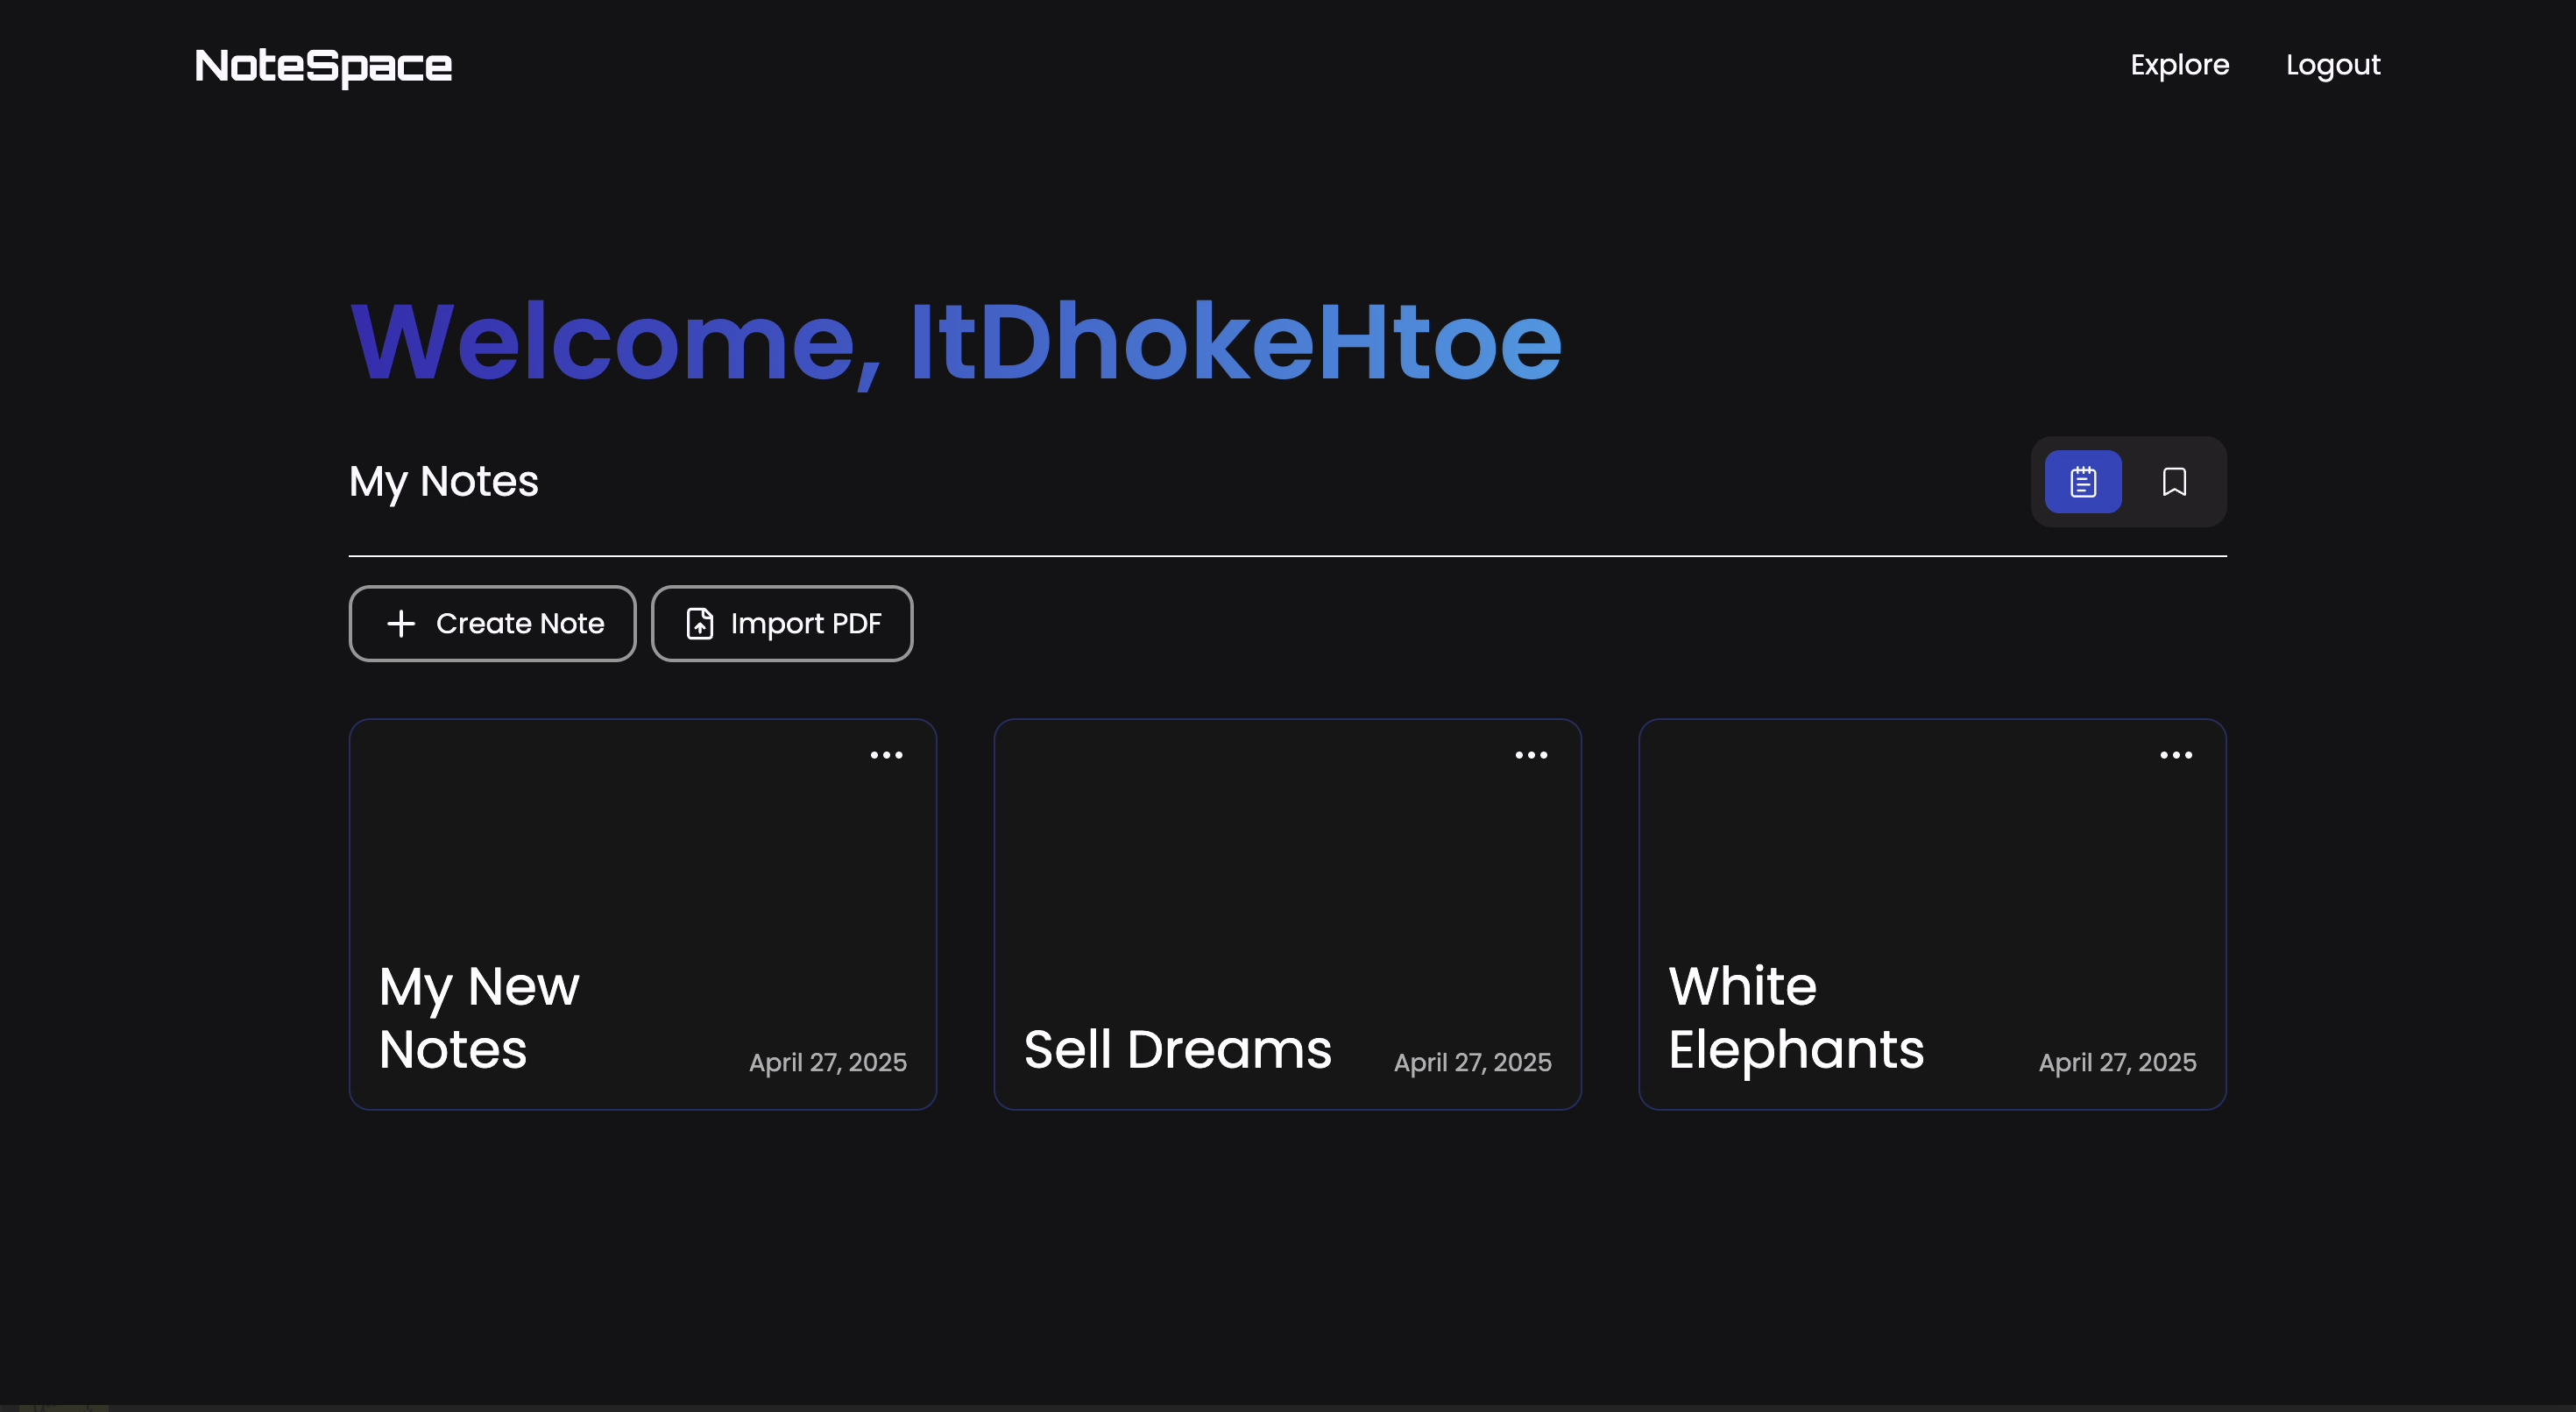 NoteSpace
Explore
Logout
Welcome, ItDhokeHtoe
My Notes
Create Note
Import PDF
My New
Notes
April 27, 2025
Sell Dreams
April 27, 2025
White
Elephants
April 27, 2025